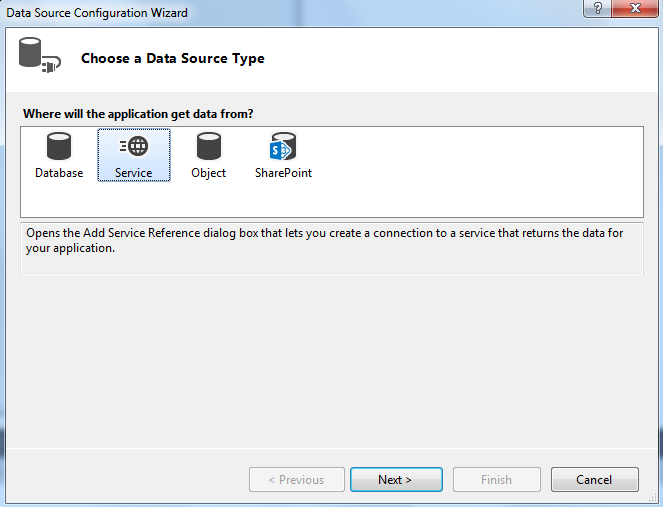 Data Source Configuration Wizard
?
Choose a Data Source Type
Where will the application get data from?
Database Service Object SharePoint
Opens the Add Service Reference dialog box that lets you create a connection to a service that returns the data for
your application.
< Previous Next > Finish Cancel